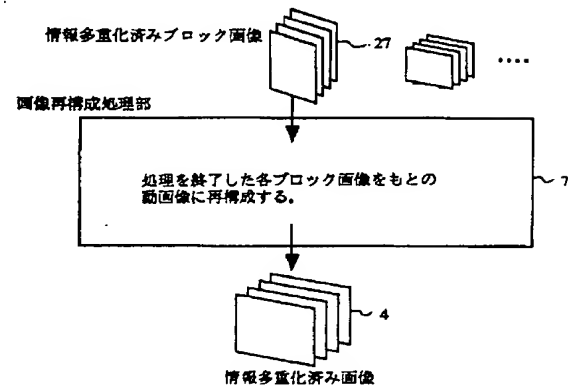 情報多重化済みブロック画像
27
....
画像再構成処理部
処理を終了した各ブロック画像をもとの
動画像に再構成する。
7
4
情報多重化済み画像